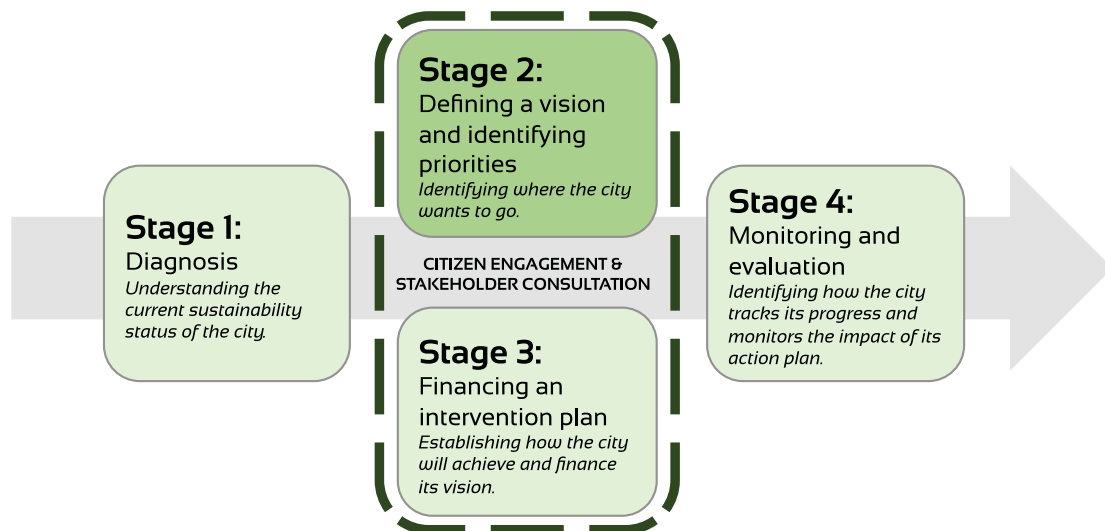 Stage 1:
Diagnosis
Understanding the
current sustainability
status of the city.
Stage 2:
Defining a vision
and identifying
priorities
Identifying where the city
wants to go.
CITIZEN ENGAGEMENT &
STAKEHOLDER CONSULTATION
Stage 3:
Financing an
intervention plan
Establishing how the city
will achieve and finance
its vision.
Stage 4:
Monitoring and
evaluation
Identifying how the city
tracks its progress and
monitors the impact of its
action plan.